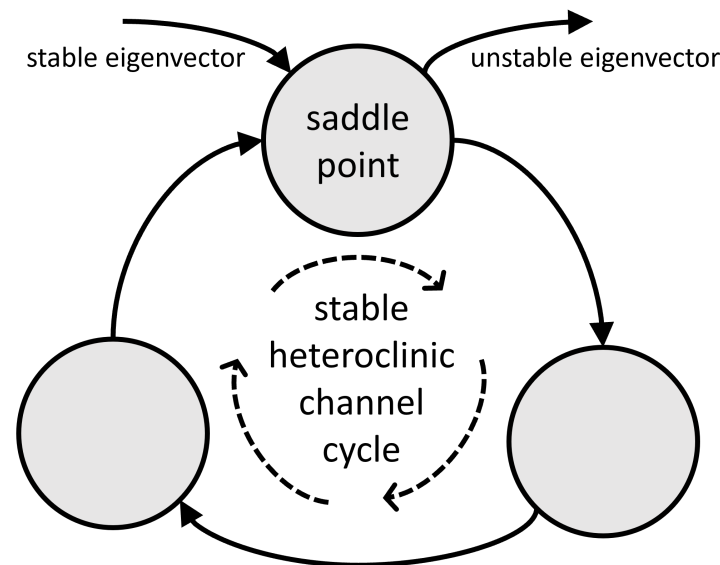 stable eigenvector
unstable eigenvector
saddle
point
stable
heteroclinic
channel
cycle